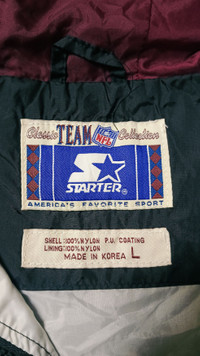 Classic TEAM NFL Collection
STARTER®
AMERICA'S FAVORITE SPORT
SHELL:100%NYLON P.U. COATING
LINING:100%NYLON
MADE IN KOREA L